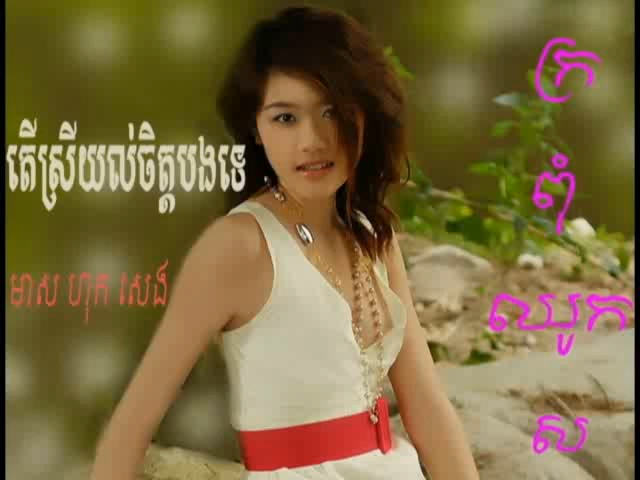 តើស្រីយល់ចិត្តបងទេ
មាស ហុក សេង
ក្រ
ពុំ
ឈូក
ស